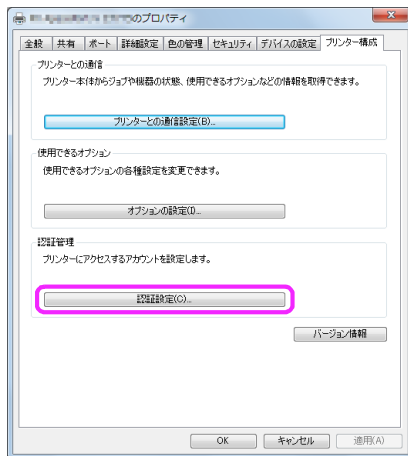 のプロパティ
全般 共有 ポート 詳細設定 色の管理 セキュリティ デバイスの設定 プリンター構成
プリンターとの通信
プリンター本体からジョブや機器の状態、使用できるオプションなどの情報を取得できます。
プリンターとの通信設定(B)...
使用できるオプション
使用できるオプションの各種設定を変更できます。
オプションの設定(I)...
認証管理
プリンターにアクセスするアカウントを設定します。
認証設定(C)...
バージョン情報
OK キャンセル 適用(A)